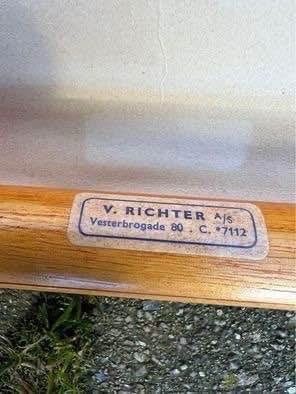 V. RICHTER A/S
Vesterbrogade 80 . C. *7112